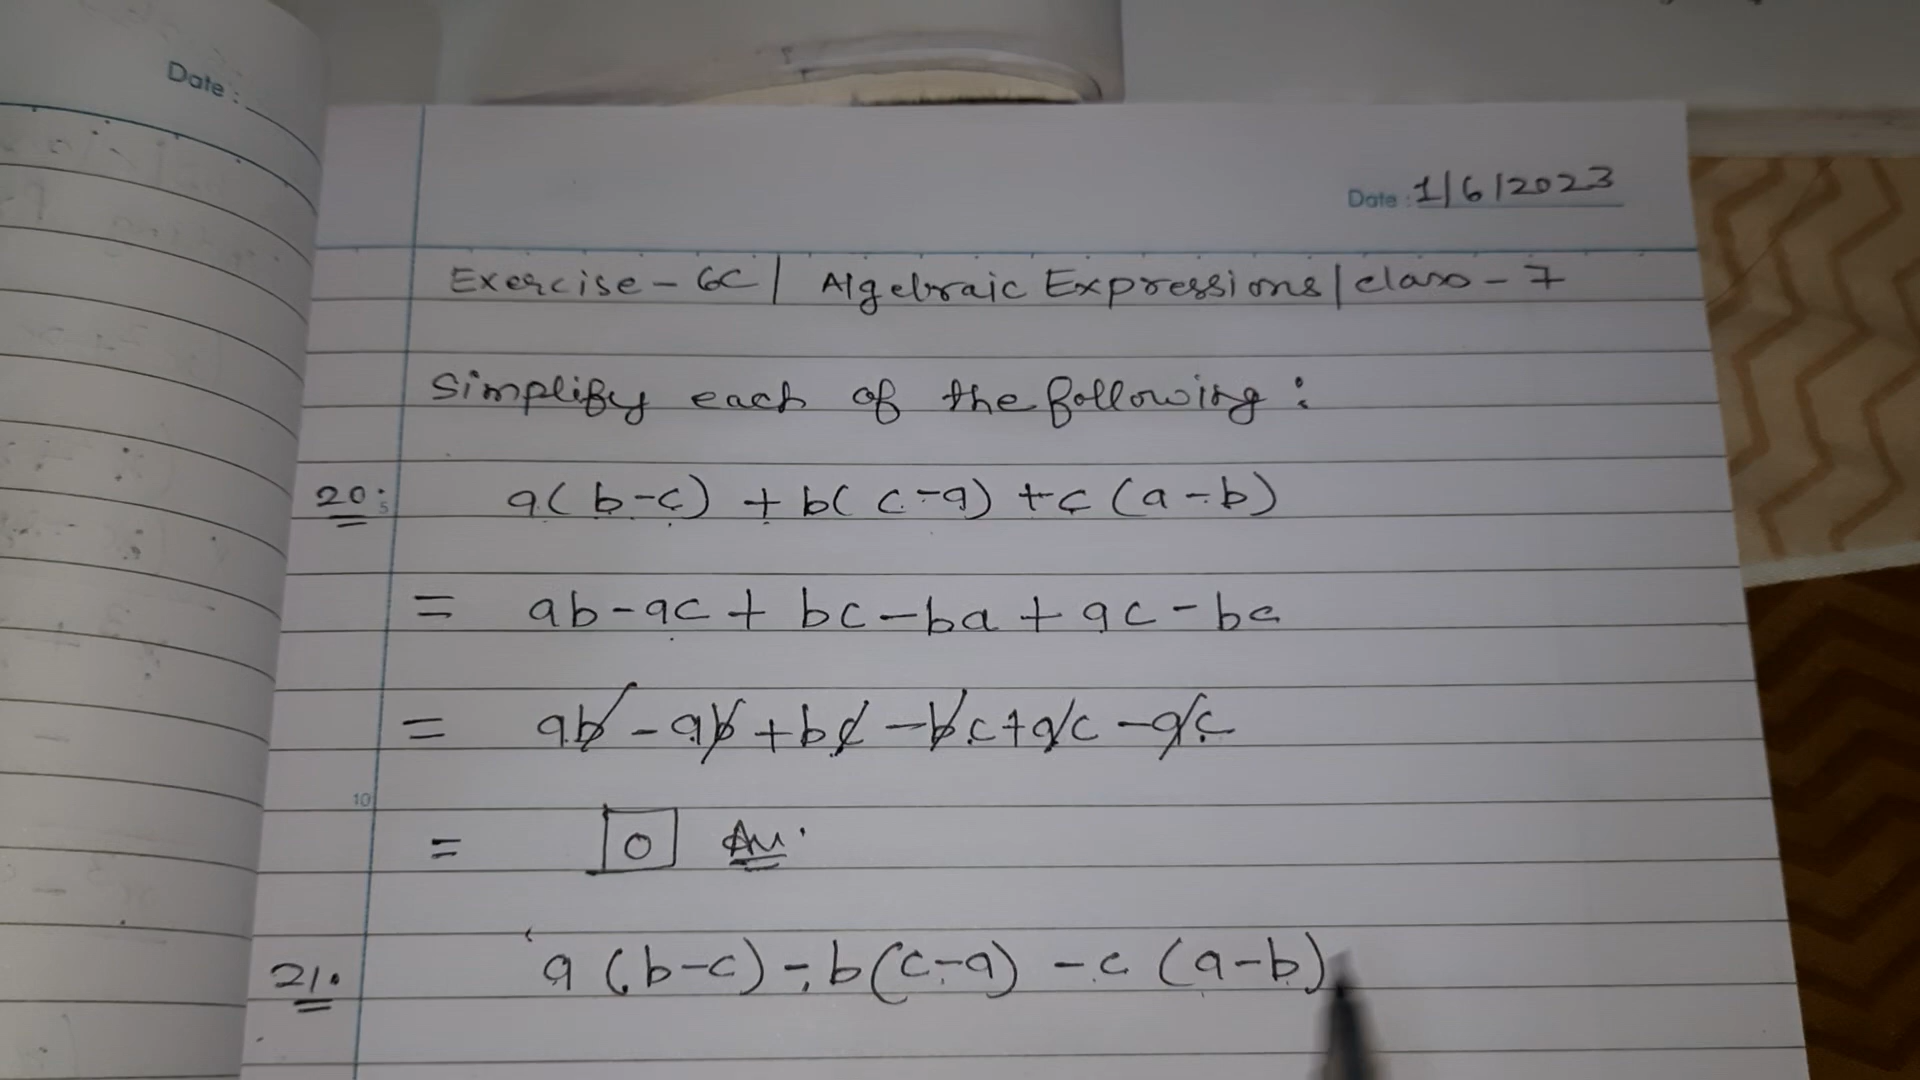 Date :
Date : 1/6/2023
Exercise - 6C | Algebraic Expressions | class - 7
Simplify each of the following :
20. a(b-c) + b(c-a) + c(a-b)
= ab-ac + bc-ba + ac-bc
= ab - ab + bc - bc + ac - ac
10
= 0 Ans.
21. a(b-c) - b(c-a) - c(a-b)